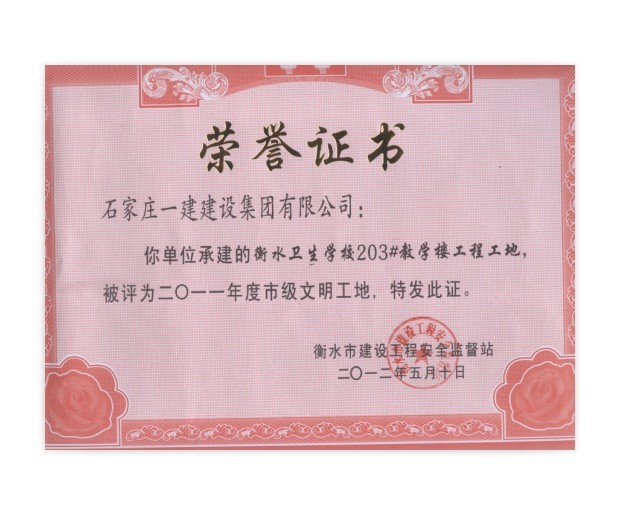 荣誉证书
石家庄一建建设集团有限公司：
你单位承建的衡水卫生学校203#教学楼工程工地，
被评为二〇一一年度市级文明工地，特发此证。
衡水市建设工程安全监督站
二〇一二年五月十日